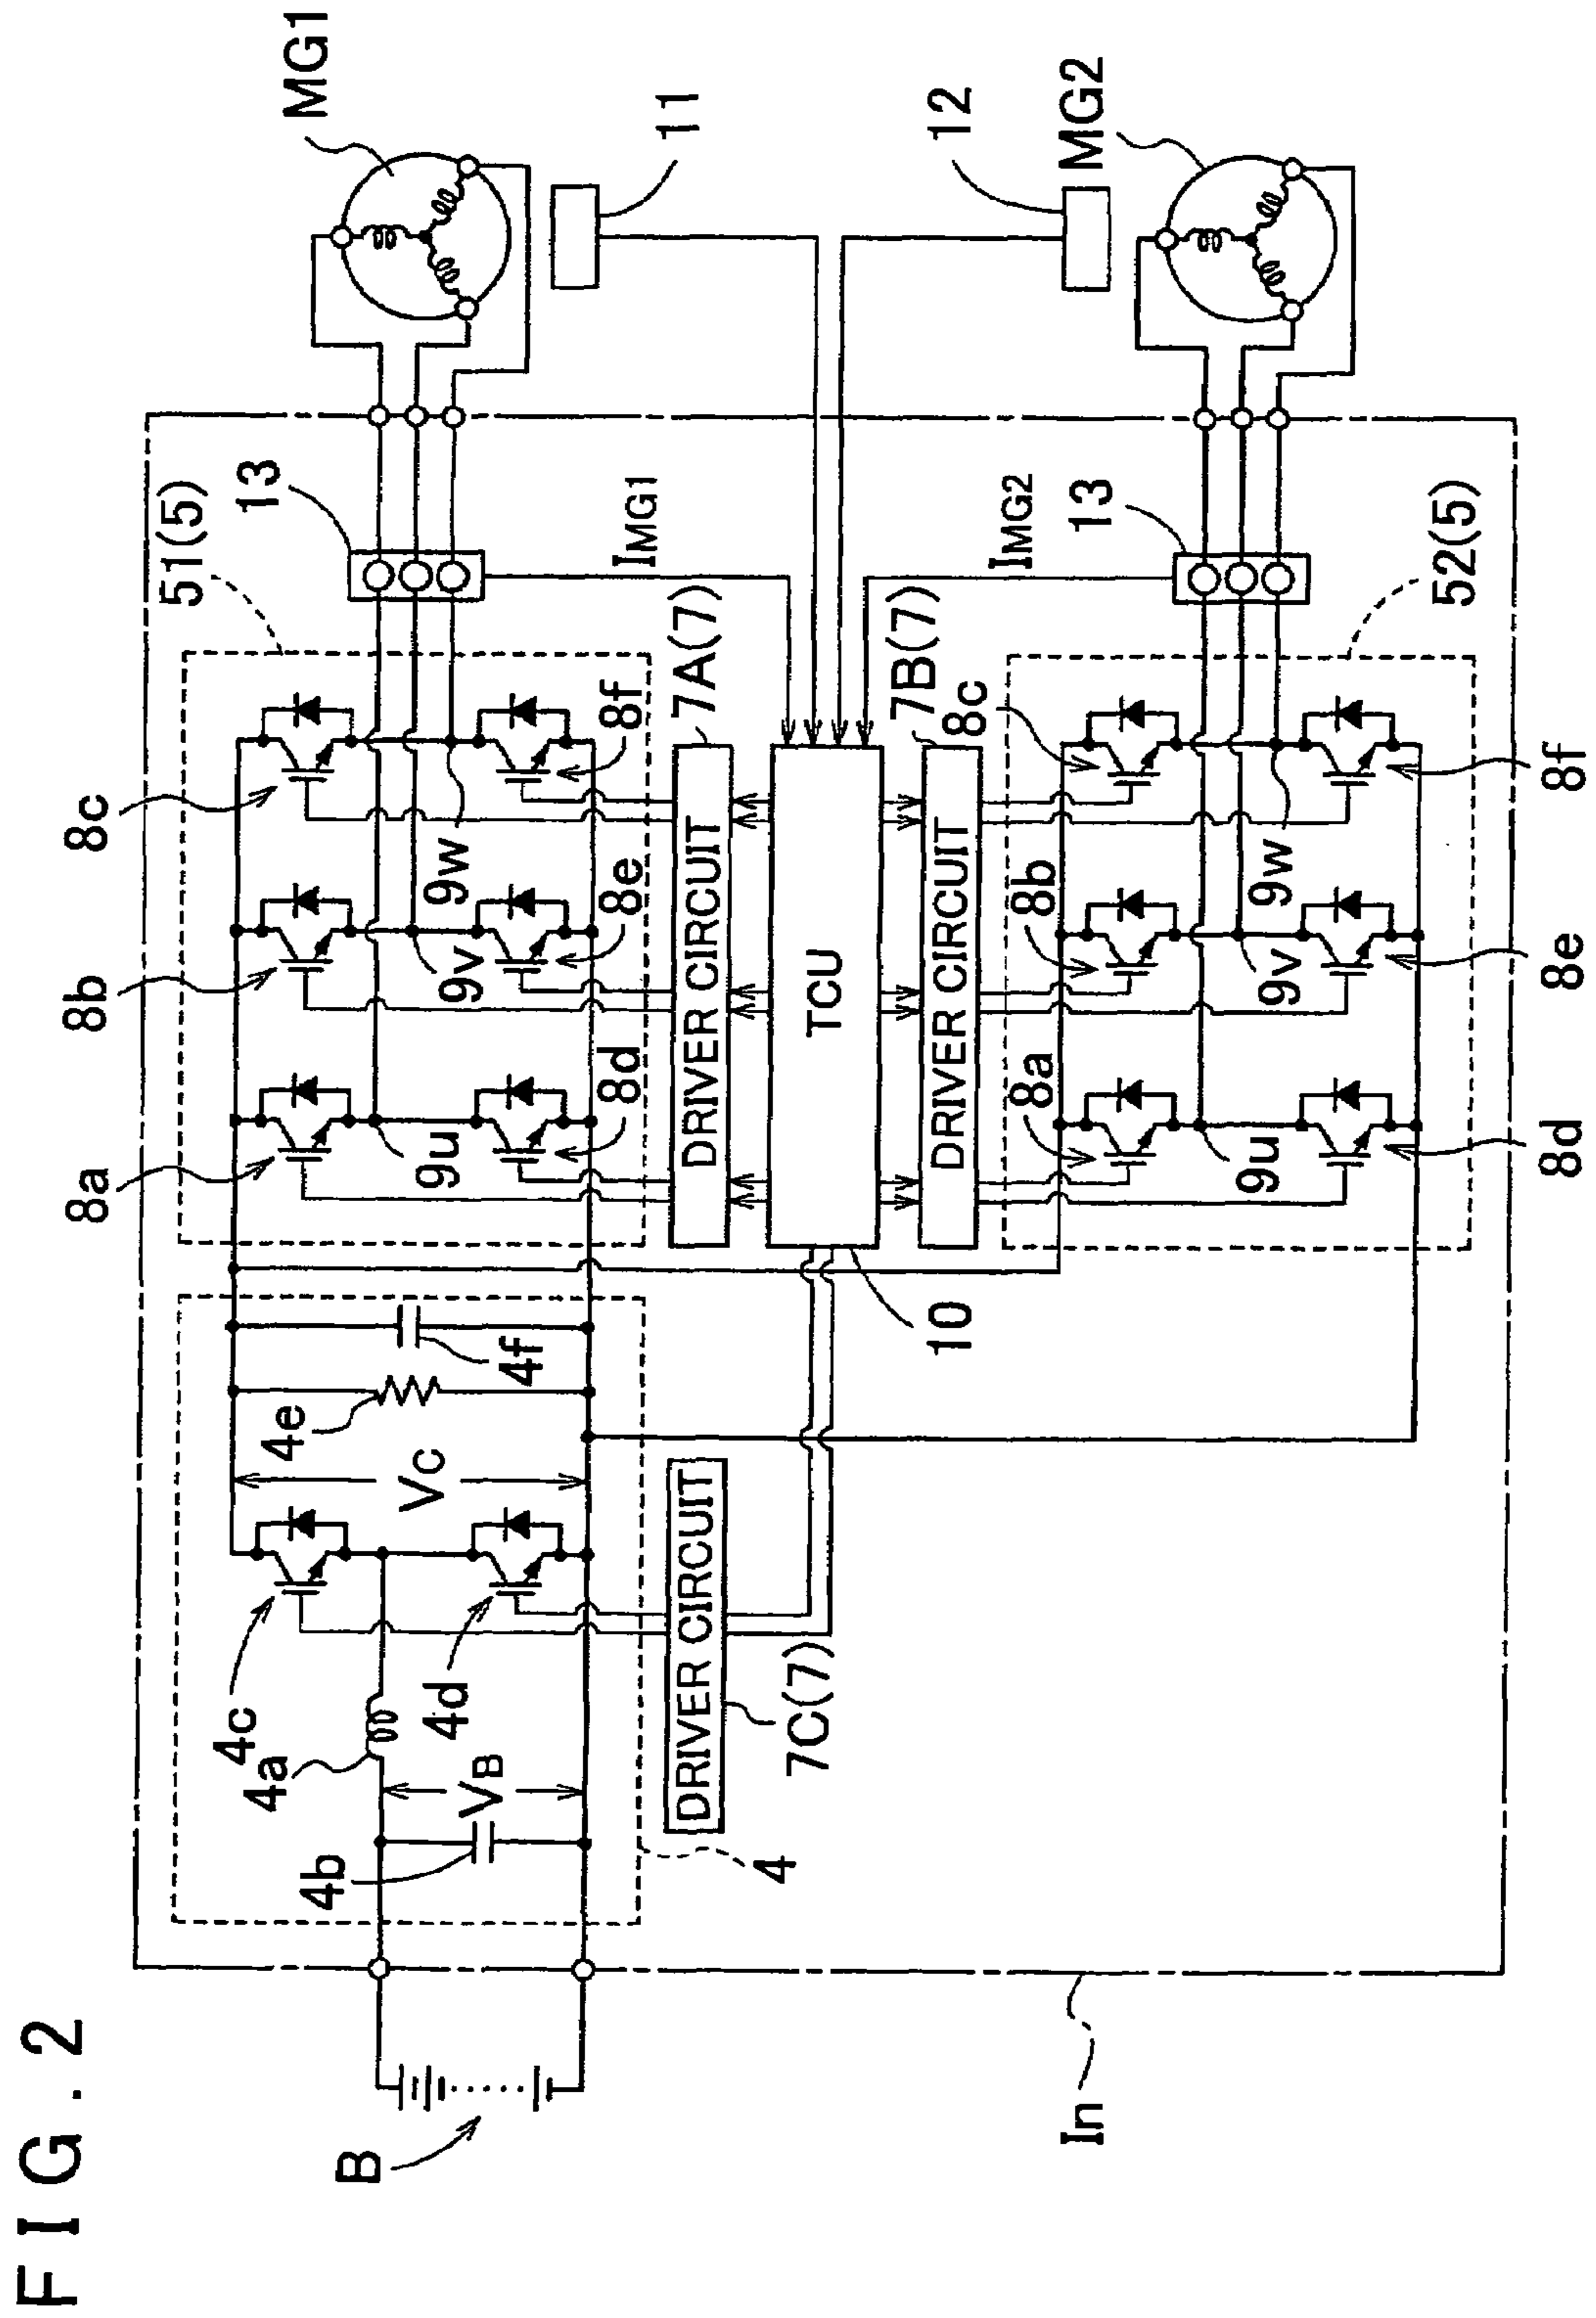 FIG. 2
B
In
4
4b
VB
4a
4c
4d
VC
4e
4f
DRIVER CIRCUIT
7C(7)
10
TCU
51(5)
8a
8b
8c
8d
8e
8f
9u
9v
9w
DRIVER CIRCUIT
7A(7)
13
IMG1
MG1
11
12
MG2
IMG2
13
DRIVER CIRCUIT
7B(7)
52(5)
8a
8b
8c
9u
9v
9w
8d
8e
8f